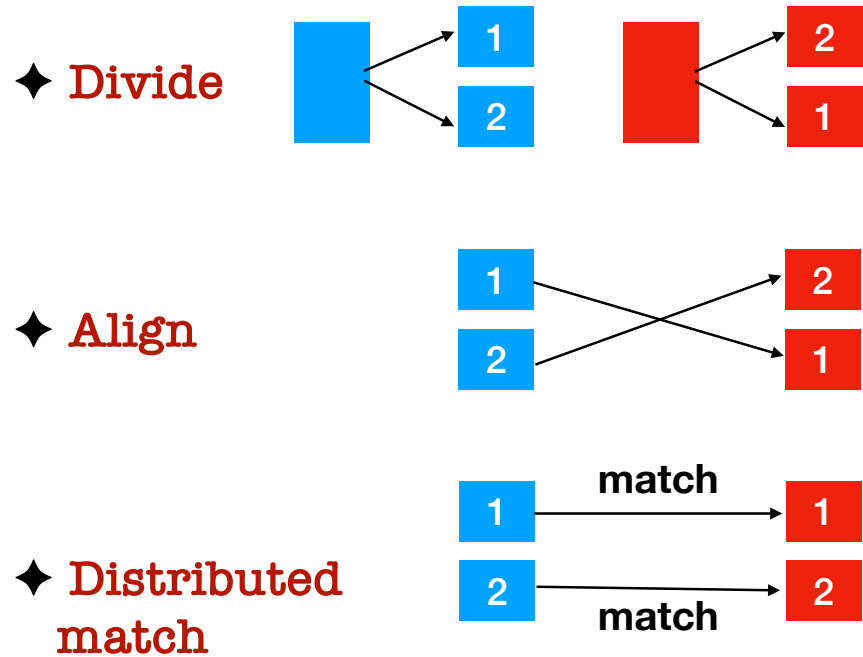 1 2
✦ Divide
2 1
1 2
✦ Align
2 1
match
1 1
✦ Distributed
2 2
match
match